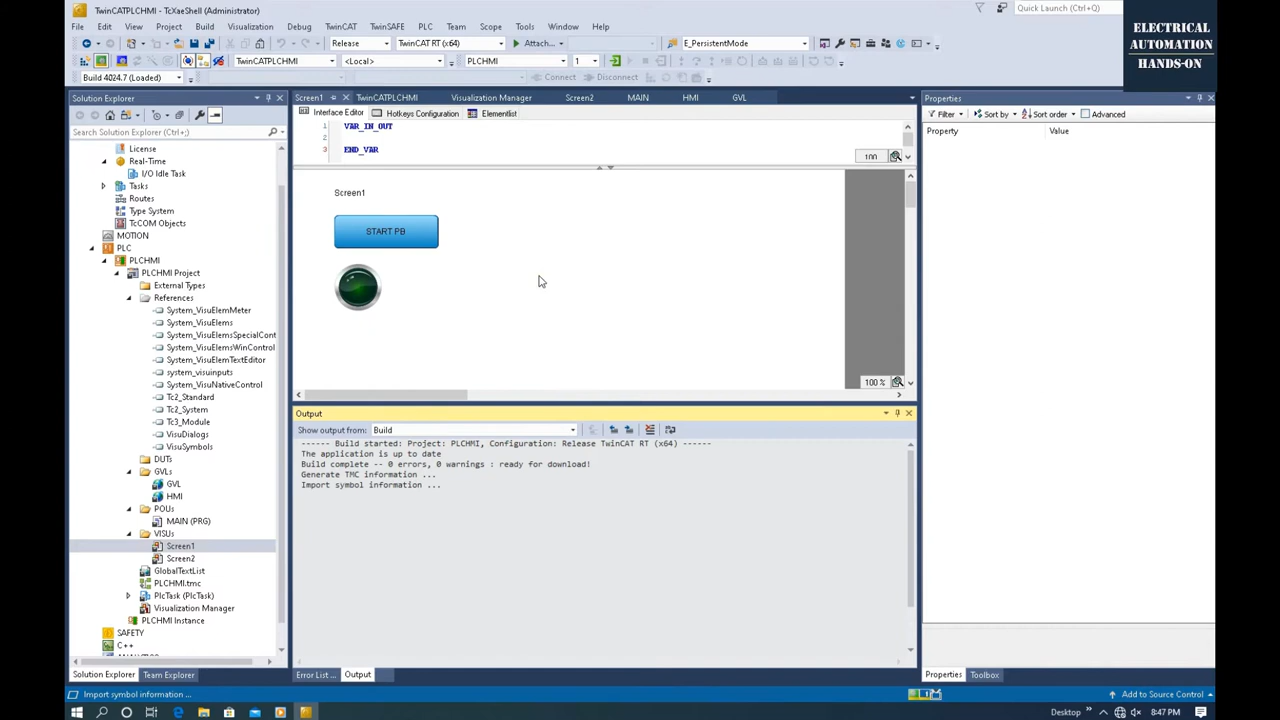 TwinCATPLCHMI - TcXaeShell (Administrator)
Quick Launch (Ctrl+Q)
ELECTRICAL
AUTOMATION
HANDS-ON
File Edit View Project Build Visualization Debug TwinCAT TwinSAFE PLC Team Scope Tools Window Help
Release TwinCAT RT (x64) Attach... E_PersistentMode
TwinCATPLCHMI <Local> PLCHMI 1
Build 4024.7 (Loaded) Connect Disconnect
Solution Explorer
Search Solution Explorer (Ctrl+;)
License
Real-Time
I/O Idle Task
Tasks
Routes
Type System
TcCOM Objects
MOTION
PLC
PLCHMI
PLCHMI Project
External Types
References
System_VisuElemMeter
System_VisuElems
System_VisuElemsSpecialCont
System_VisuElemsWinControl
System_VisuElemTextEditor
system_visuinputs
System_VisuNativeControl
Tc2_Standard
Tc2_System
Tc3_Module
VisuDialogs
VisuSymbols
DUTs
GVLs
GVL
HMI
POUs
MAIN (PRG)
VISUs
Screen1
Screen2
GlobalTextList
PLCHMI.tmc
PlcTask (PlcTask)
Visualization Manager
PLCHMI Instance
SAFETY
C++
Solution Explorer Team Explorer
Screen1 TwinCATPLCHMI Visualization Manager Screen2 MAIN HMI GVL
Interface Editor Hotkeys Configuration Elementlist
1 VAR_IN_OUT
2
3 END_VAR
100
Screen1
START PB
100 %
Output
Show output from: Build
------ Build started: Project: PLCHMI, Configuration: Release TwinCAT RT (x64) ------
The application is up to date
Build complete -- 0 errors, 0 warnings : ready for download!
Generate TMC information ...
Import symbol information ...
Error List ... Output
Properties
Filter Sort by Sort order Advanced
Property Value
Properties Toolbox
Import symbol information ...
Add to Source Control
Desktop
8:47 PM